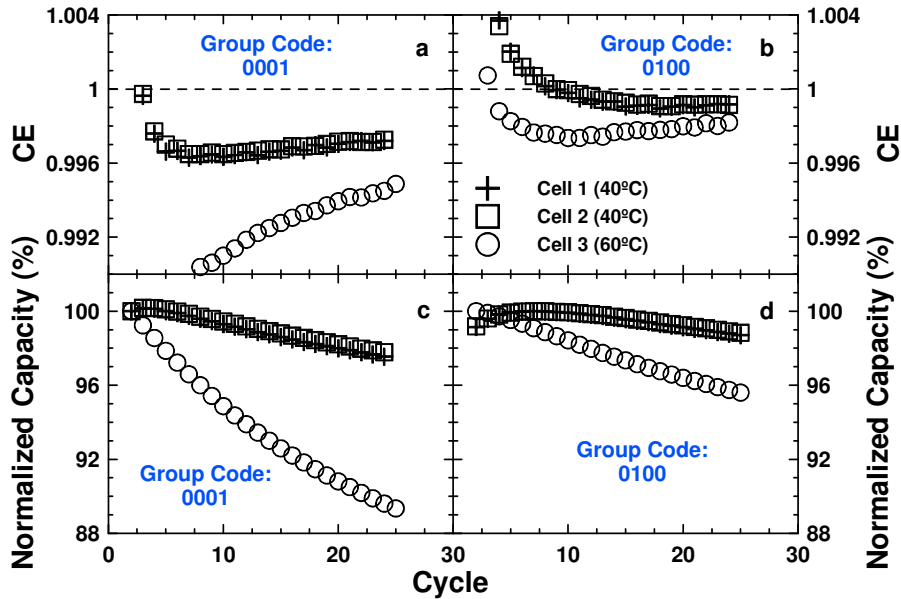 1.004
1
0.996
0.992
CE
Group Code:
0001
a
Group Code:
0100
b
Cell 1 (40ºC)
Cell 2 (40ºC)
Cell 3 (60ºC)
1.004
1
0.996
0.992
CE
100
96
92
88
Normalized Capacity (%)
c
Group Code:
0001
d
Group Code:
0100
100
96
92
88
Normalized Capacity (%)
0 10 20 30 10 20 30
Cycle